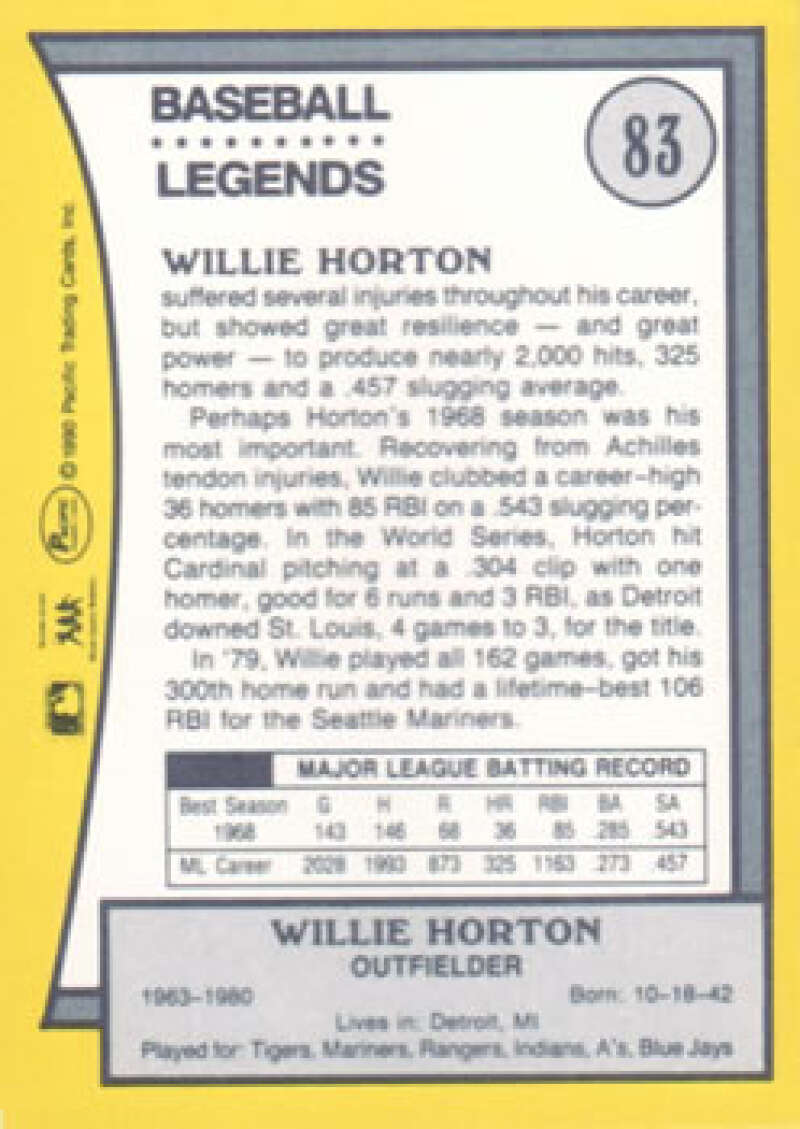 BASEBALL
LEGENDS
83
WILLIE HORTON
suffered several injuries throughout his career,
but showed great resilience — and great
power — to produce nearly 2,000 hits, 325
homers and a .457 slugging average.
Perhaps Horton's 1968 season was his
most important. Recovering from Achilles
tendon injuries, Willie clubbed a career-high
36 homers with 85 RBI on a .543 slugging per-
centage. In the World Series, Horton hit
Cardinal pitching at a .304 clip with one
homer, good for 6 runs and 3 RBI, as Detroit
downed St. Louis, 4 games to 3, for the title.
In '79, Willie played all 162 games, got his
300th home run and had a lifetime-best 106
RBI for the Seattle Mariners.
MAJOR LEAGUE BATTING RECORD
Best Season G H R HR RBI BA SA
1968 143 146 68 36 85 .285 .543
ML Career 2028 1993 873 325 1163 .273 .457
WILLIE HORTON
OUTFIELDER
1963-1980 Born: 10-18-42
Lives in: Detroit, MI
Played for: Tigers, Mariners, Rangers, Indians, A's, Blue Jays
PACIFIC © 1990 Pacific Trading Cards, Inc.